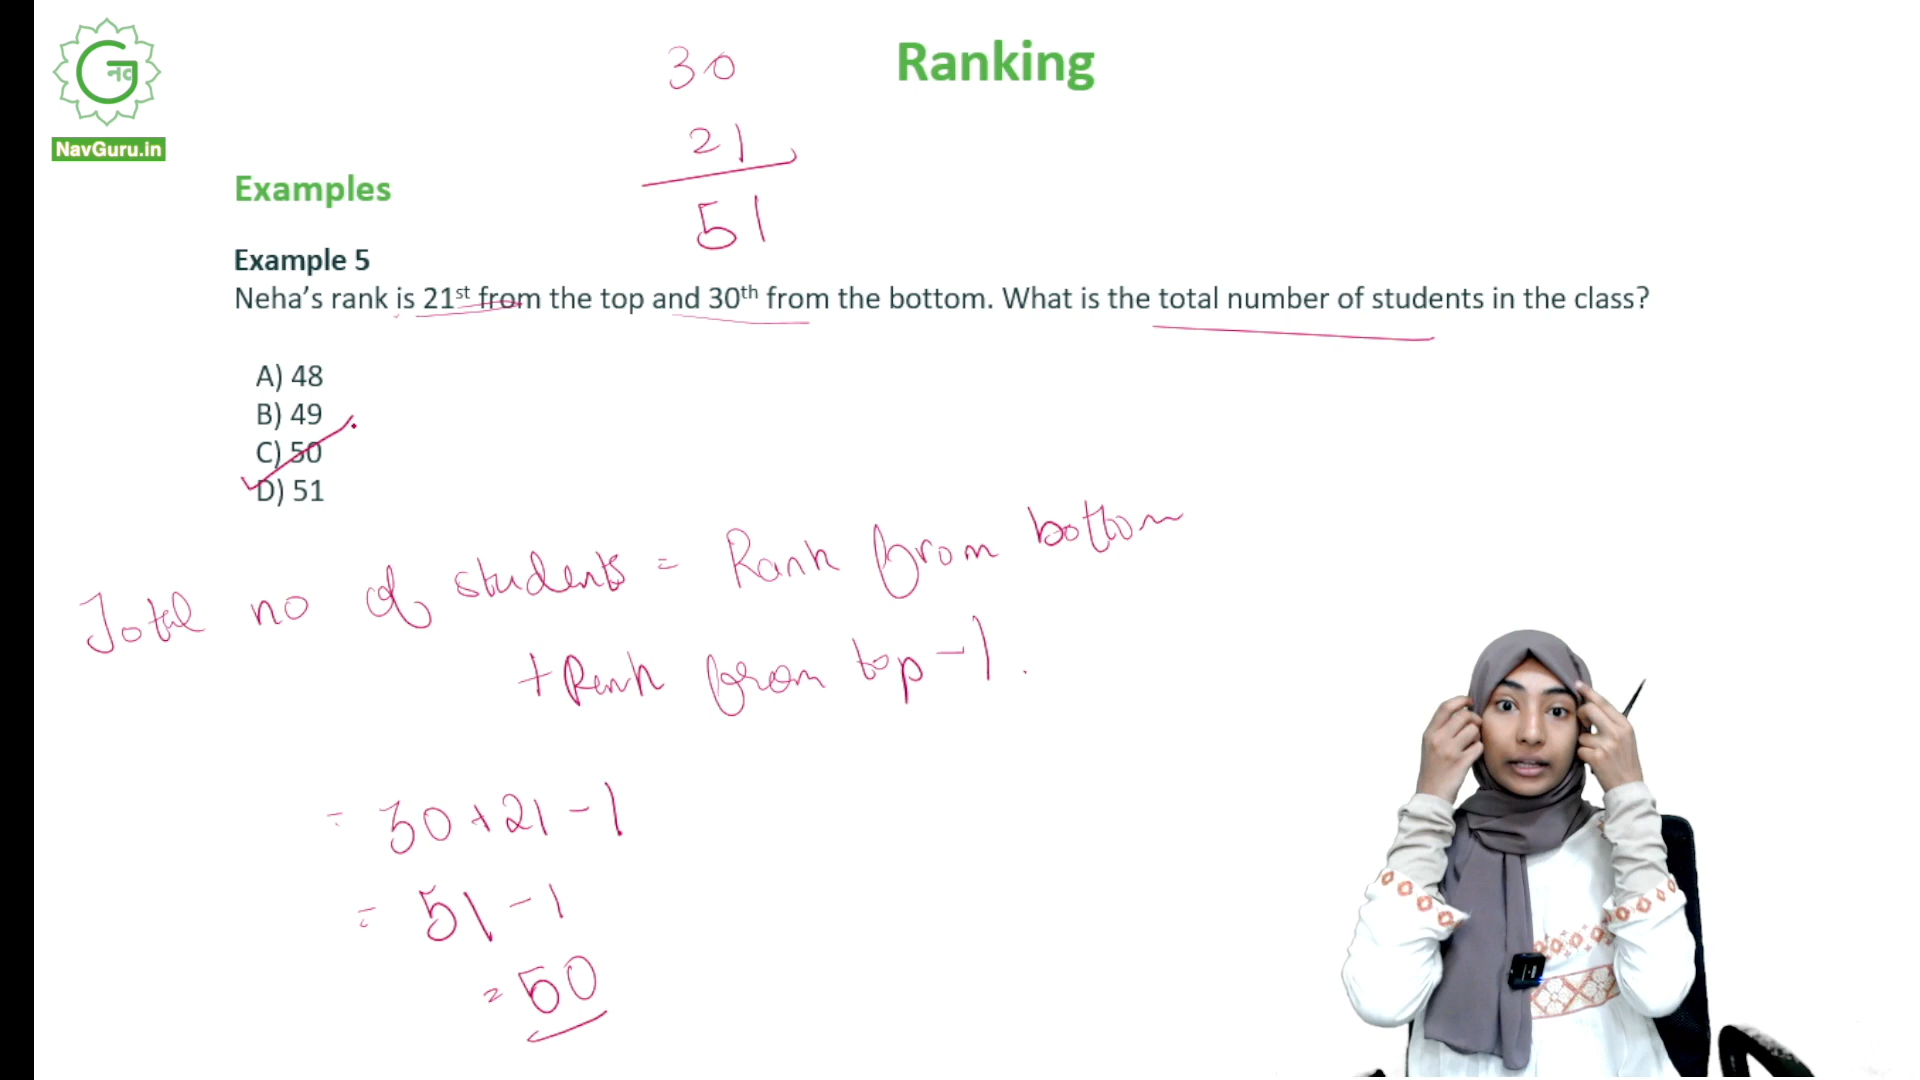 नव
NavGuru.in
Ranking
30
21
51
Examples
Example 5
Neha's rank is 21st from the top and 30th from the bottom. What is the total number of students in the class?
A) 48
B) 49
C) 50
D) 51
Total no of students = Rank from bottom
+ Rank from top - 1.
= 30 + 21 - 1
= 51 - 1
= 50